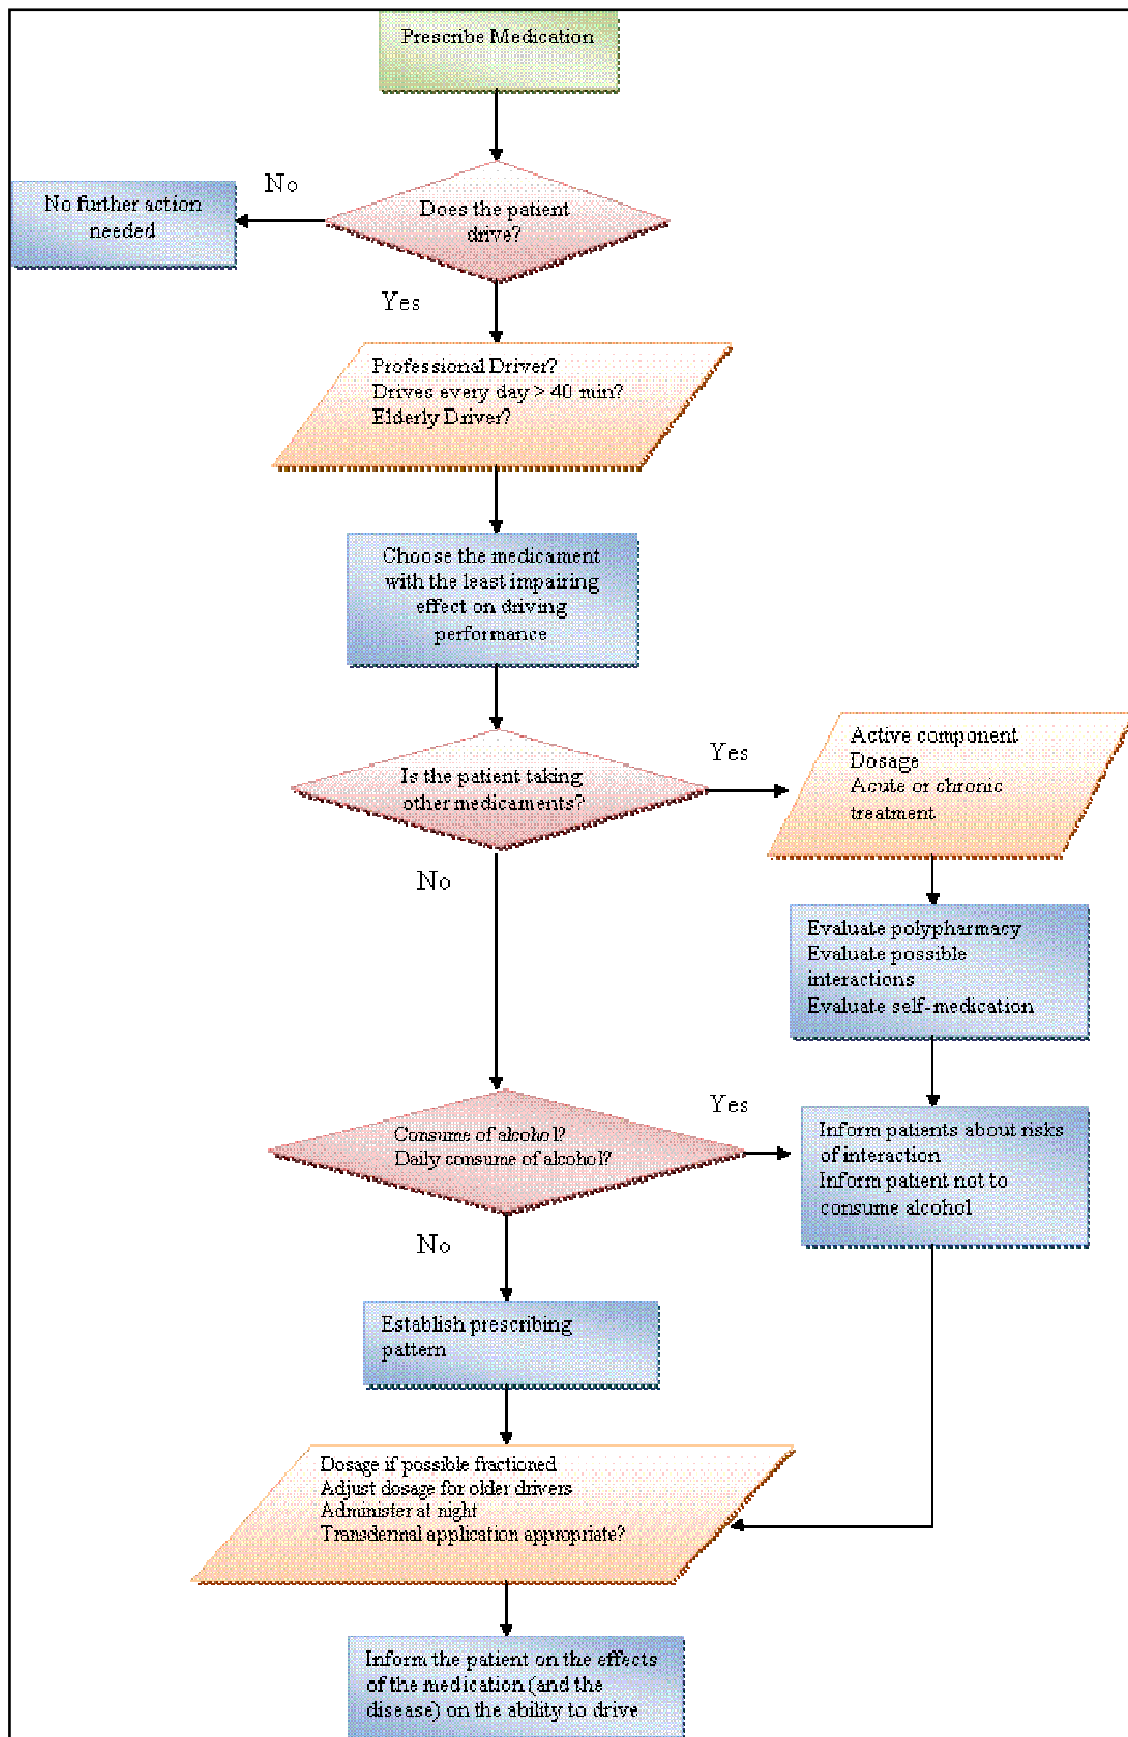 Prescribe Medication
No
No further action
needed
Does the patient
drive?
Yes
Professional Driver?
Drives every day > 40 min?
Elderly Driver?
Choose the medicament
with the least impairing
effect on driving
performance
Is the patient taking
other medicaments?
Yes
Active component
Dosage
Acute or chronic
treatment
No
Evaluate polypharmacy
Evaluate possible
interactions
Evaluate self-medication
Consume of alcohol?
Daily consume of alcohol?
Yes
Inform patients about risks
of interaction
Inform patient not to
consume alcohol
No
Establish prescribing
pattern
Dosage if possible fractioned
Adjust dosage for older drivers
Administer at night
Transdermal application appropriate?
Inform the patient on the effects
of the medication (and the
disease) on the ability to drive